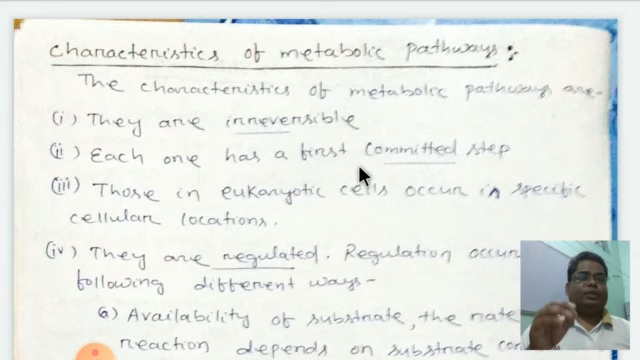 Characteristics of metabolic pathways :
The characteristics of metabolic pathways are-
(i) They are irreversible
(ii) Each one has a first committed step
(iii) Those in eukaryotic cells occur in specific
cellular locations.
(iv) They are regulated. Regulation occur
following different ways-
(a) Availability of substrate, the rate
reaction depends on substrate con